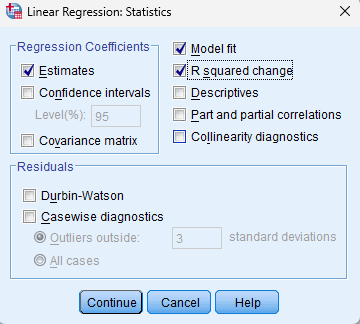 Linear Regression: Statistics
Regression Coefficients
Estimates
Confidence intervals
Level(%): 95
Covariance matrix
Model fit
R squared change
Descriptives
Part and partial correlations
Collinearity diagnostics
Residuals
Durbin-Watson
Casewise diagnostics
Outliers outside: 3 standard deviations
All cases
Continue Cancel Help